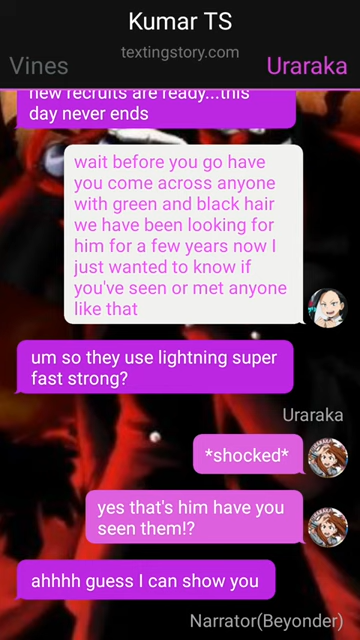 Kumar TS
textingstory.com
Vines
Uraraka
new recruits are ready...this
day never ends
wait before you go have
you come across anyone
with green and black hair
we have been looking for
him for a few years now I
just wanted to know if
you've seen or met anyone
like that
um so they use lightning super
fast strong?
Uraraka
*shocked*
yes that's him have you
seen them!?
ahhhh guess I can show you
Narrator(Beyonder)